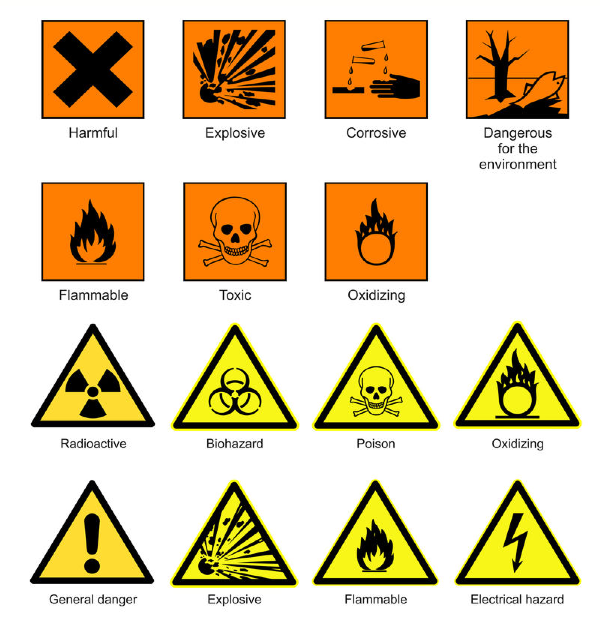 Harmful
Explosive
Corrosive
Dangerous
for the
environment
Flammable
Toxic
Oxidizing
Radioactive
Biohazard
Poison
Oxidizing
General danger
Explosive
Flammable
Electrical hazard